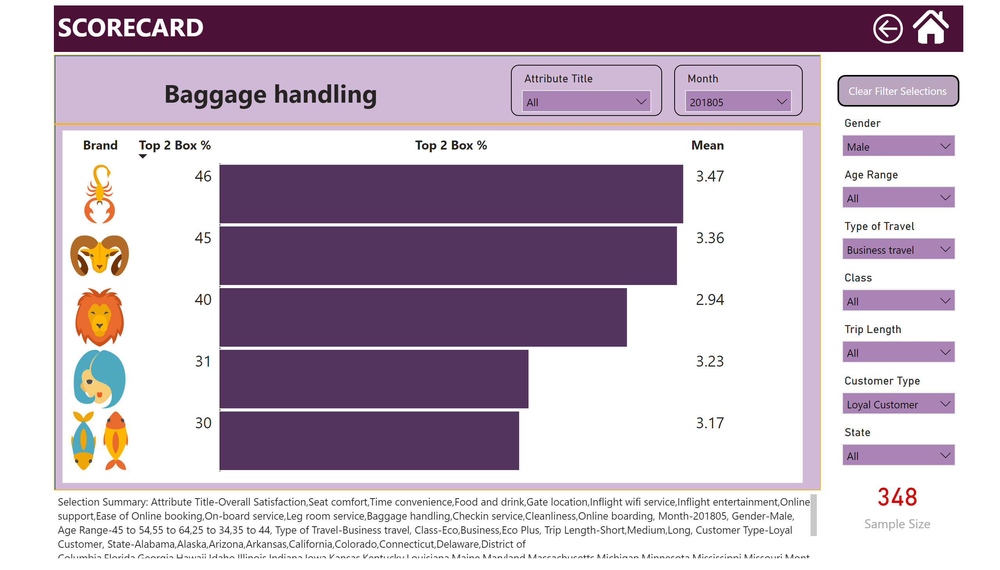 SCORECARD
Baggage handling
Attribute Title
All
Month
201805
Clear Filter Selections
Brand Top 2 Box % Top 2 Box % Mean
46 3.47
45 3.36
40 2.94
31 3.23
30 3.17
Gender
Male
Age Range
All
Type of Travel
Business travel
Class
All
Trip Length
All
Customer Type
Loyal Customer
State
All
348
Sample Size
Selection Summary: Attribute Title-Overall Satisfaction,Seat comfort,Time convenience,Food and drink,Gate location,Inflight wifi service,Inflight entertainment,Online
support,Ease of Online booking,On-board service,Leg room service,Baggage handling,Checkin service,Cleanliness,Online boarding, Month-201805, Gender-Male,
Age Range-45 to 54,55 to 64,25 to 34,35 to 44, Type of Travel-Business travel, Class-Eco,Business,Eco Plus, Trip Length-Short,Medium,Long, Customer Type-Loyal
Customer, State-Alabama,Alaska,Arizona,Arkansas,California,Colorado,Connecticut,Delaware,District of
Columbia,Florida,Georgia,Hawaii,Idaho,Illinois,Indiana,Iowa,Kansas,Kentucky,Louisiana,Maine,Maryland,Massachusetts,Michigan,Minnesota,Mississippi,Missouri,Mont